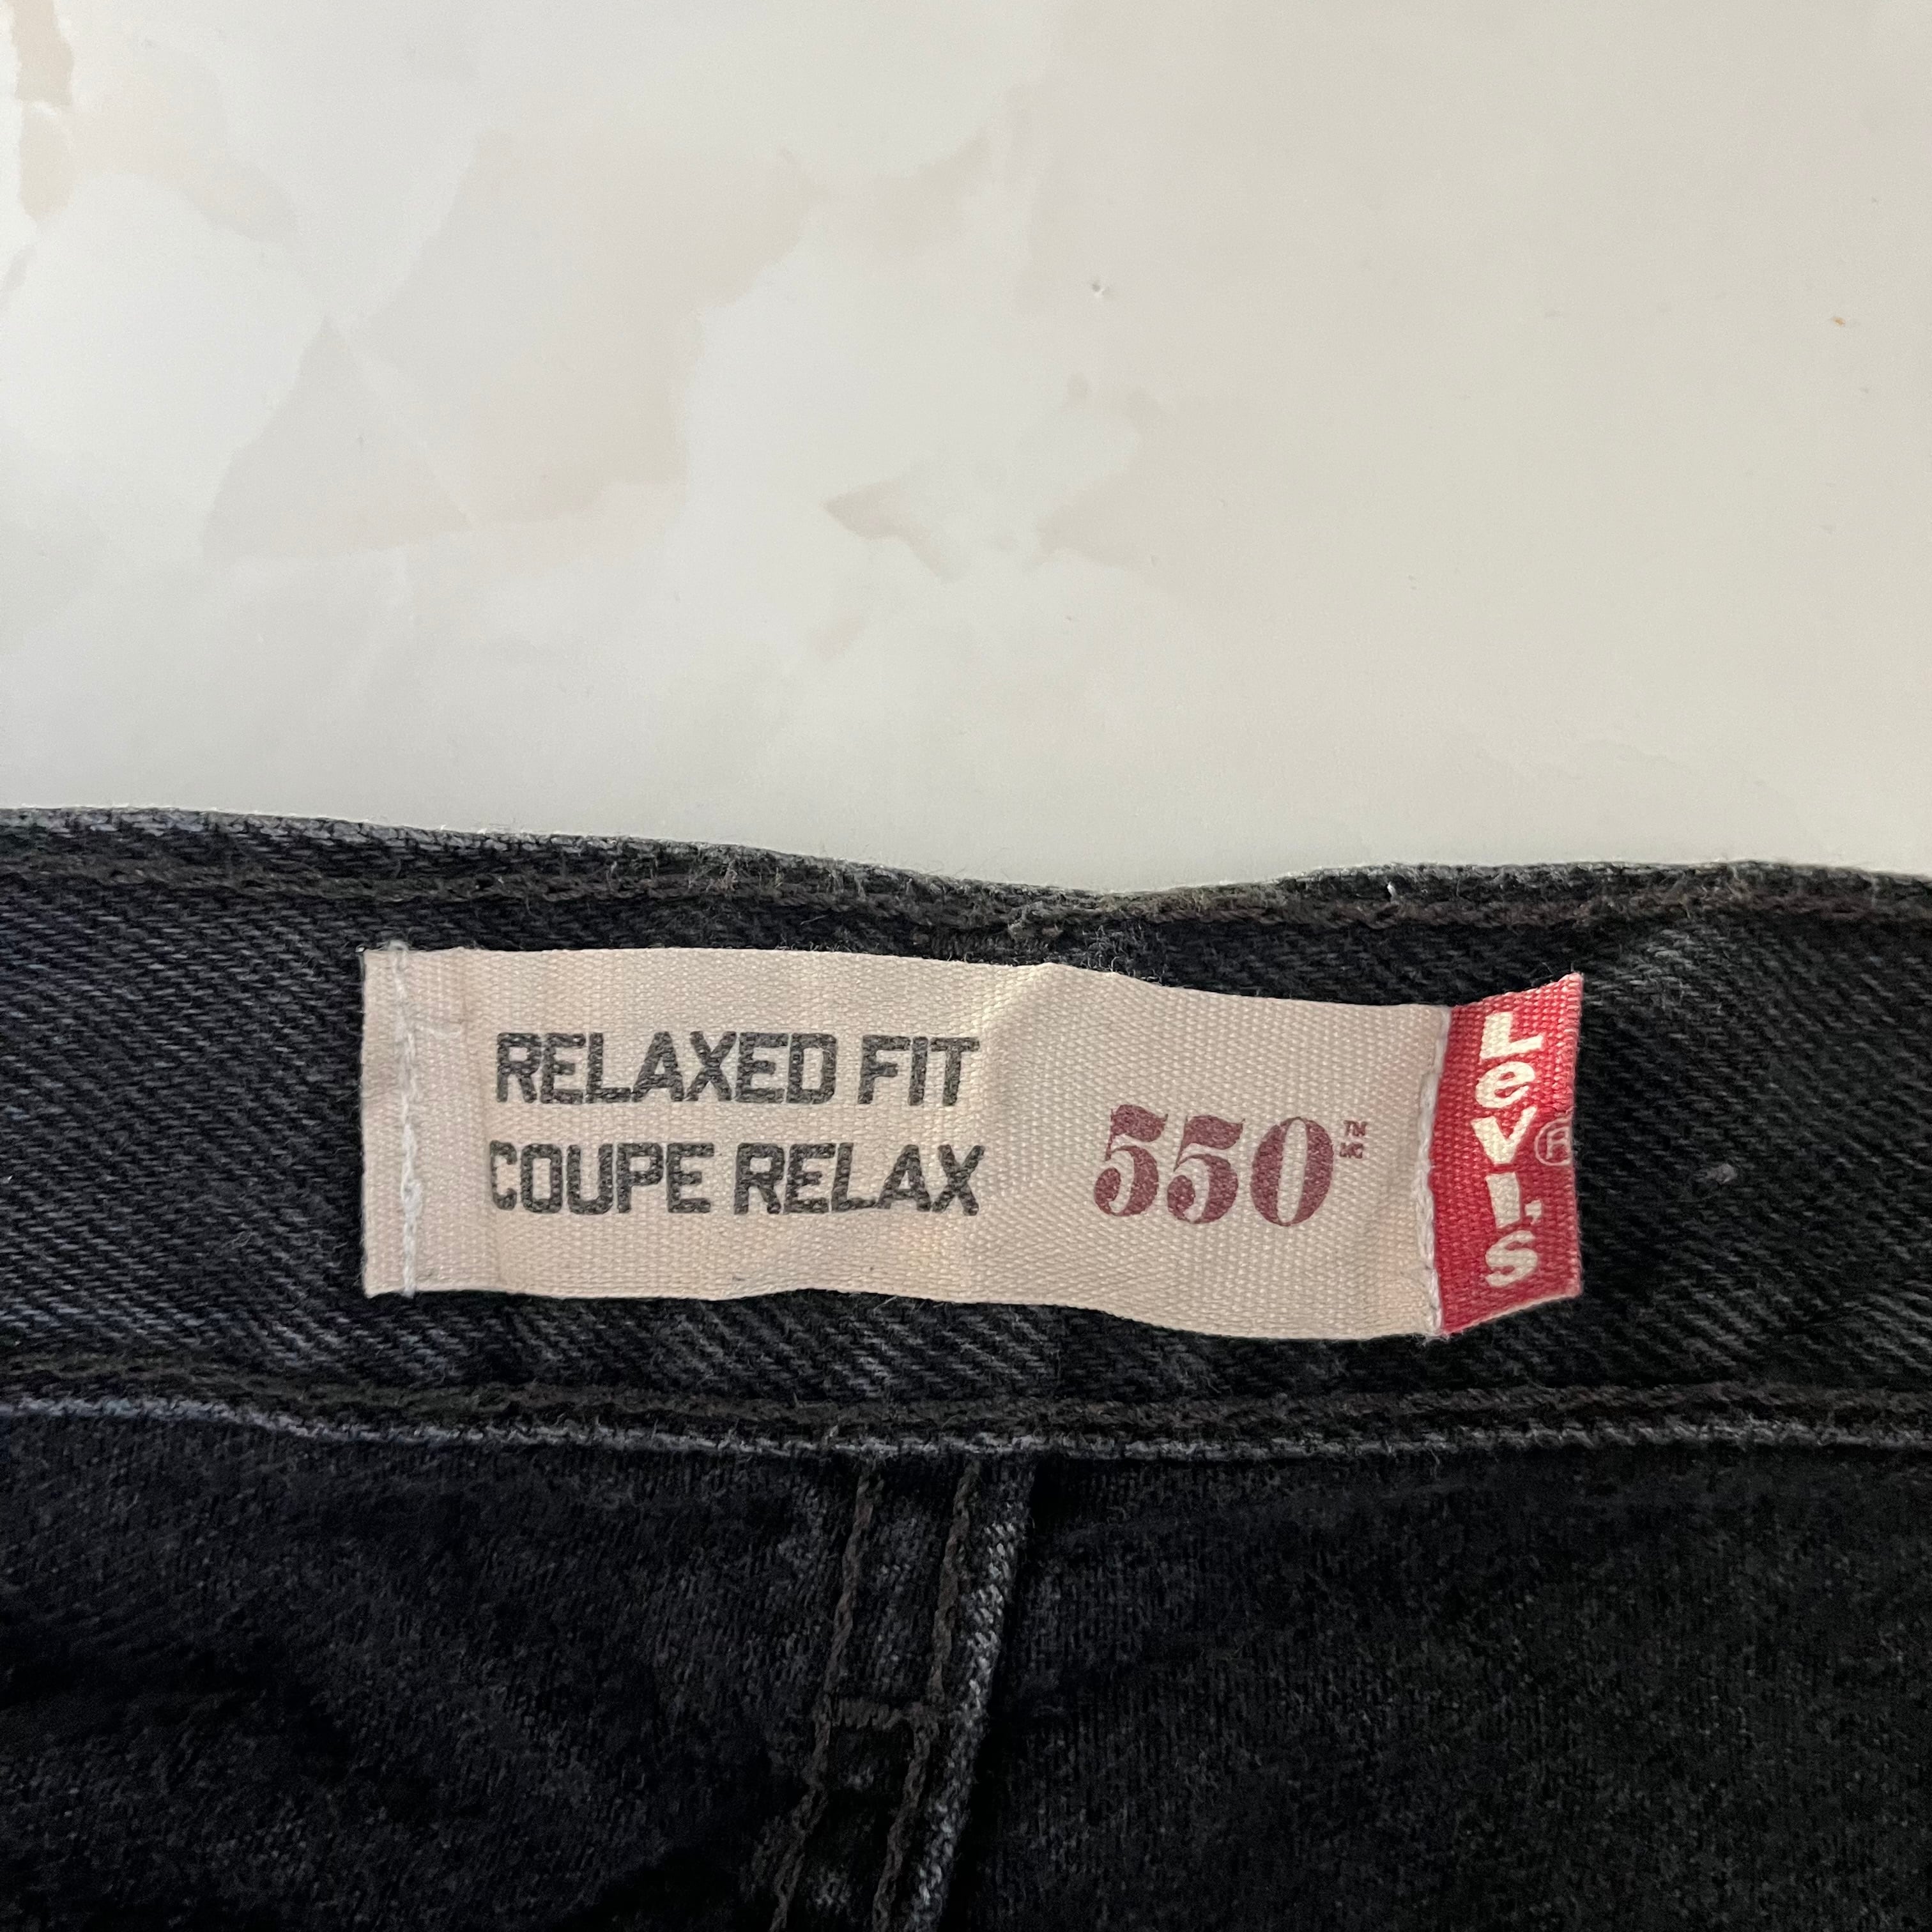 RELAXED FIT
COUPE RELAX
550 ™ MC
Levi's ®